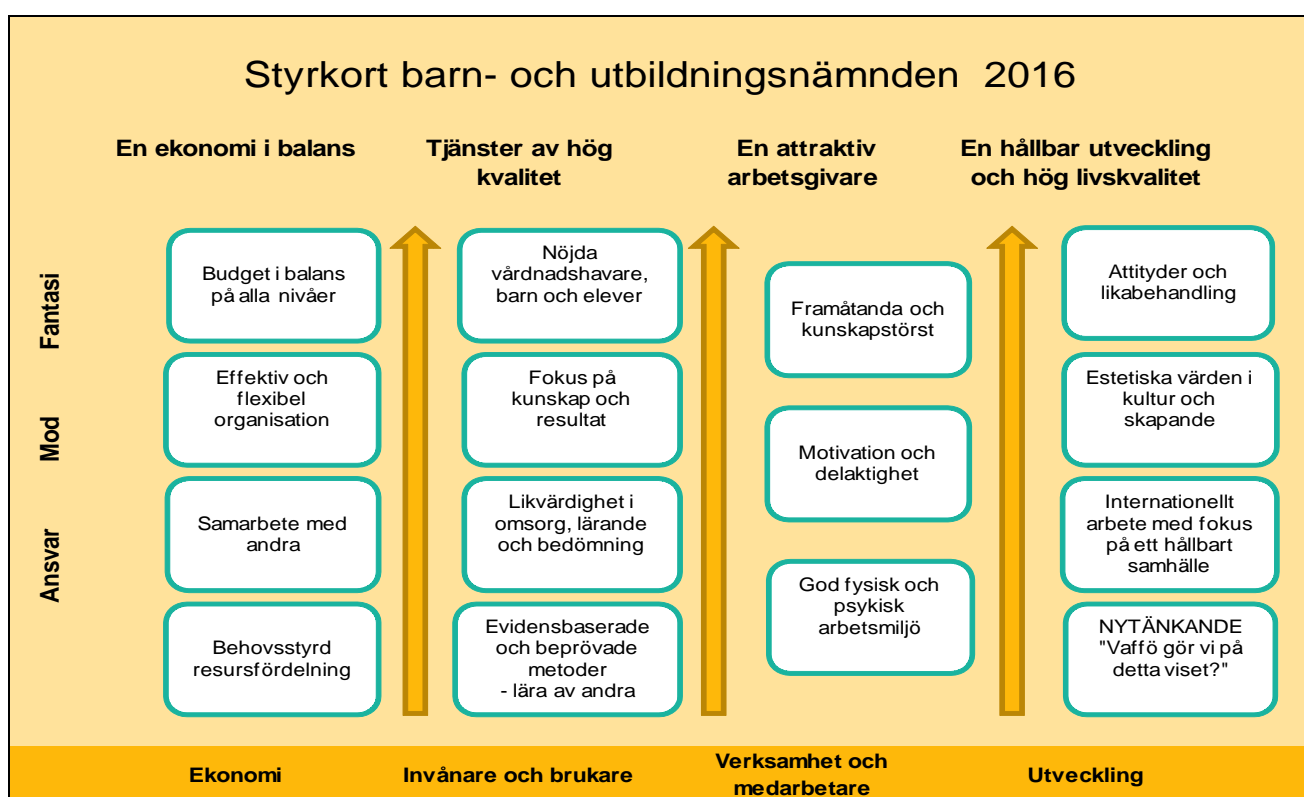 Styrkort barn- och utbildningsnämnden 2016
En ekonomi i balans
Tjänster av hög
kvalitet
En attraktiv
arbetsgivare
En hållbar utveckling
och hög livskvalitet
Fantasi
Mod
Ansvar
Budget i balans
på alla nivåer
Effektiv och
flexibel
organisation
Samarbete med
andra
Behovsstyrd
resursfördelning
Nöjda
vårdnadshavare,
barn och elever
Fokus på
kunskap och
resultat
Likvärdighet i
omsorg, lärande
och bedömning
Evidensbaserade
och beprövade
metoder
- lära av andra
Framåtanda och
kunskapstörst
Motivation och
delaktighet
God fysisk och
psykisk
arbetsmiljö
Attityder och
likabehandling
Estetiska värden i
kultur och
skapande
Internationellt
arbete med fokus
på ett hållbart
samhälle
NYTÄNKANDE
"Vaffö gör vi på
detta viset?"
Ekonomi
Invånare och brukare
Verksamhet och
medarbetare
Utveckling